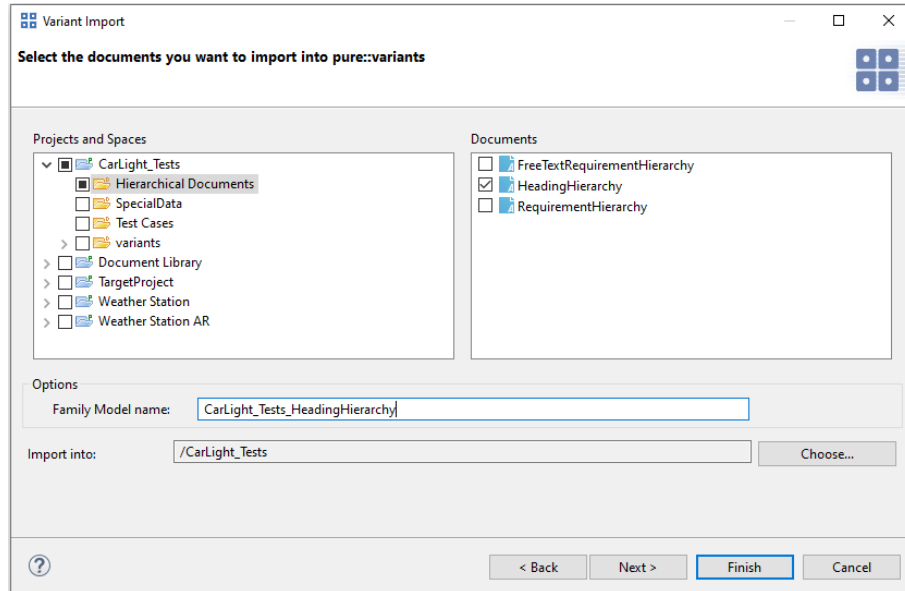 Variant Import
Select the documents you want to import into pure::variants
Projects and Spaces
CarLight_Tests
Hierarchical Documents
SpecialData
Test Cases
variants
Document Library
TargetProject
Weather Station
Weather Station AR
Documents
FreeTextRequirementHierarchy
HeadingHierarchy
RequirementHierarchy
Options
Family Model name: CarLight_Tests_HeadingHierarchy
Import into: /CarLight_Tests Choose...
? < Back Next > Finish Cancel